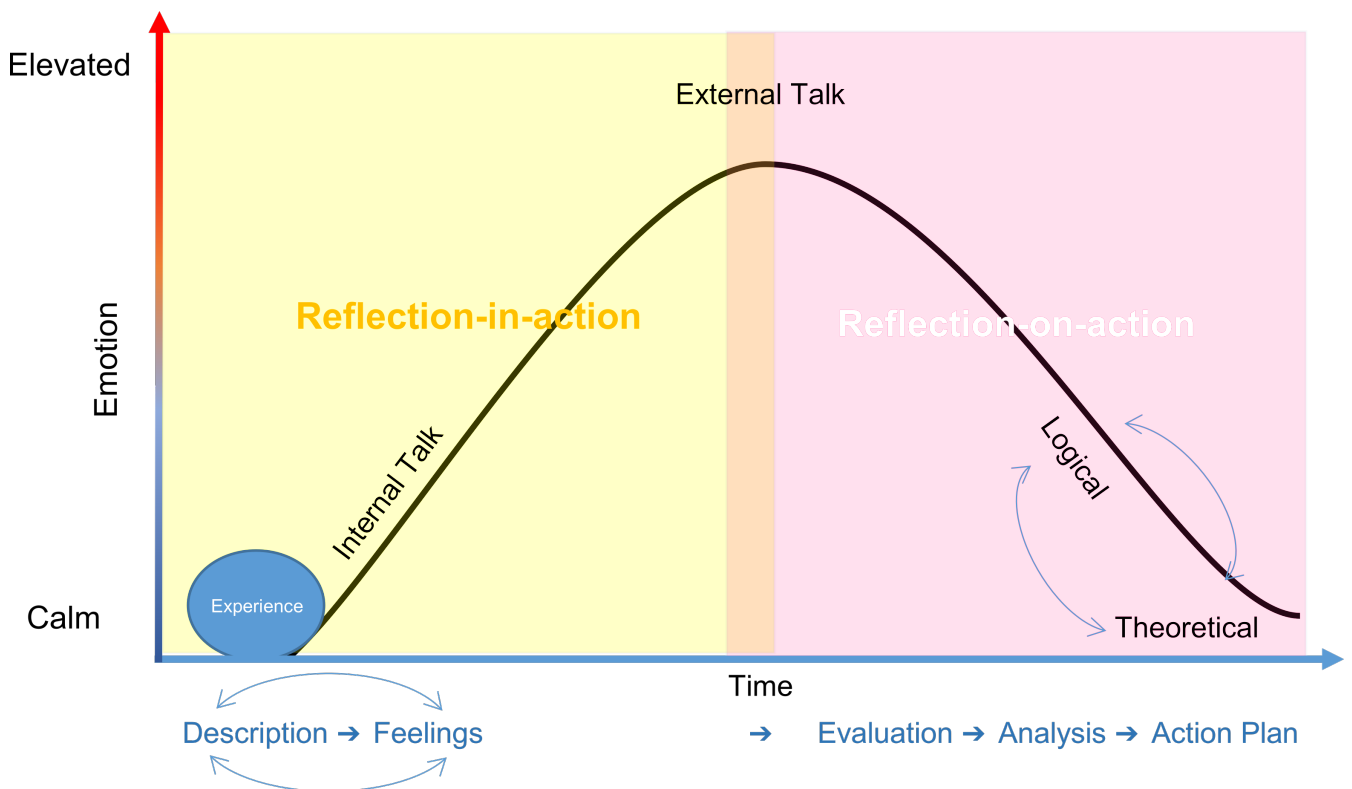 Elevated
External Talk
Reflection-in-action
Reflection-on-action
Emotion
Internal Talk
Logical
Experience
Calm
Theoretical
Time
Description ➔ Feelings ➔ Evaluation ➔ Analysis ➔ Action Plan